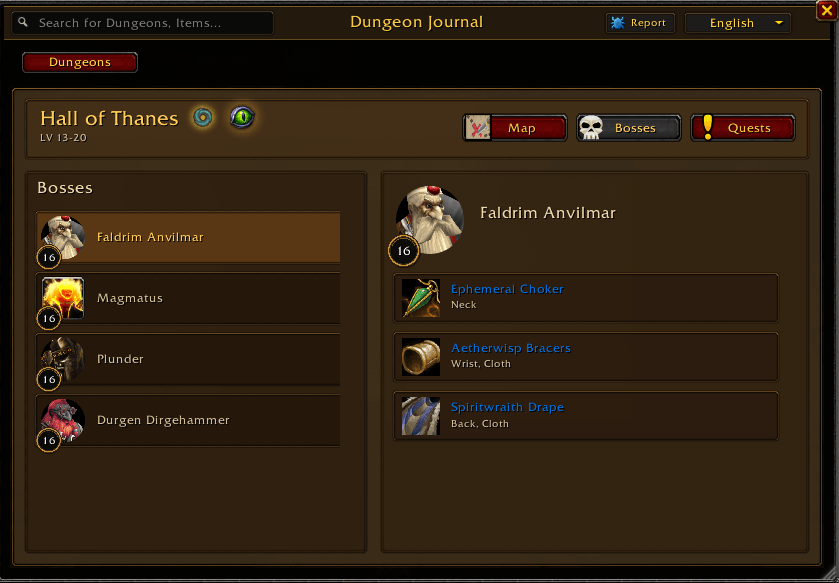 Search for Dungeons, Items...
Dungeon Journal
Report
English
Dungeons
Hall of Thanes
LV 13-20
Map
Bosses
Quests
Bosses
Faldrim Anvilmar
16
Magmatus
16
Plunder
16
Durgen Dirgehammer
16
Faldrim Anvilmar
16
Ephemeral Choker
Neck
Aetherwisp Bracers
Wrist, Cloth
Spiritwraith Drape
Back, Cloth